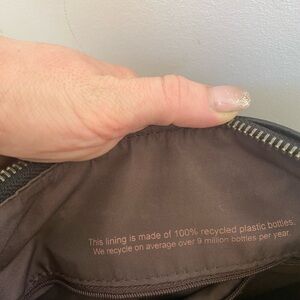 This lining is made of 100% recycled plastic bottles.
We recycle on average over 9 million bottles per year.